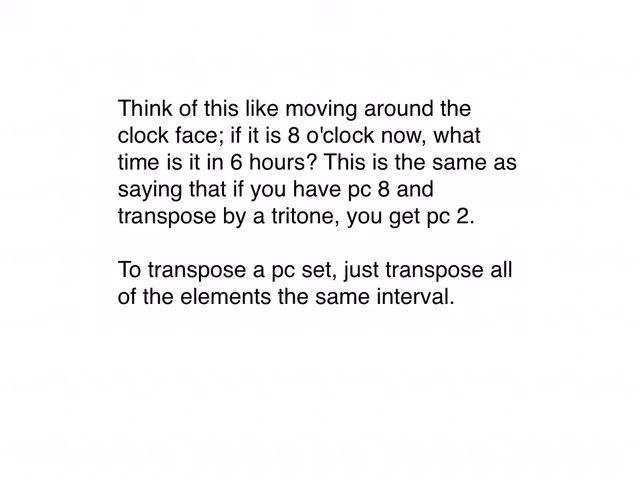 Think of this like moving around the
clock face; if it is 8 o'clock now, what
time is it in 6 hours? This is the same as
saying that if you have pc 8 and
transpose by a tritone, you get pc 2.
To transpose a pc set, just transpose all
of the elements the same interval.